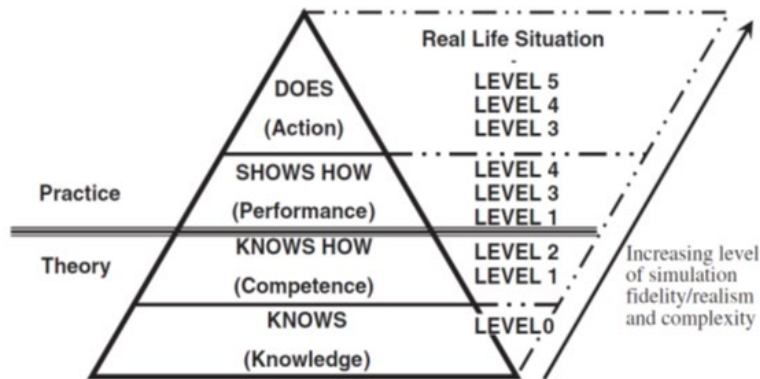 Real Life Situation
DOES
(Action)
LEVEL 5
LEVEL 4
LEVEL 3
Practice
SHOWS HOW
(Performance)
LEVEL 4
LEVEL 3
LEVEL 1
Theory
KNOWS HOW
(Competence)
LEVEL 2
LEVEL 1
KNOWS
(Knowledge)
LEVEL0
Increasing level
of simulation
fidelity/realism
and complexity